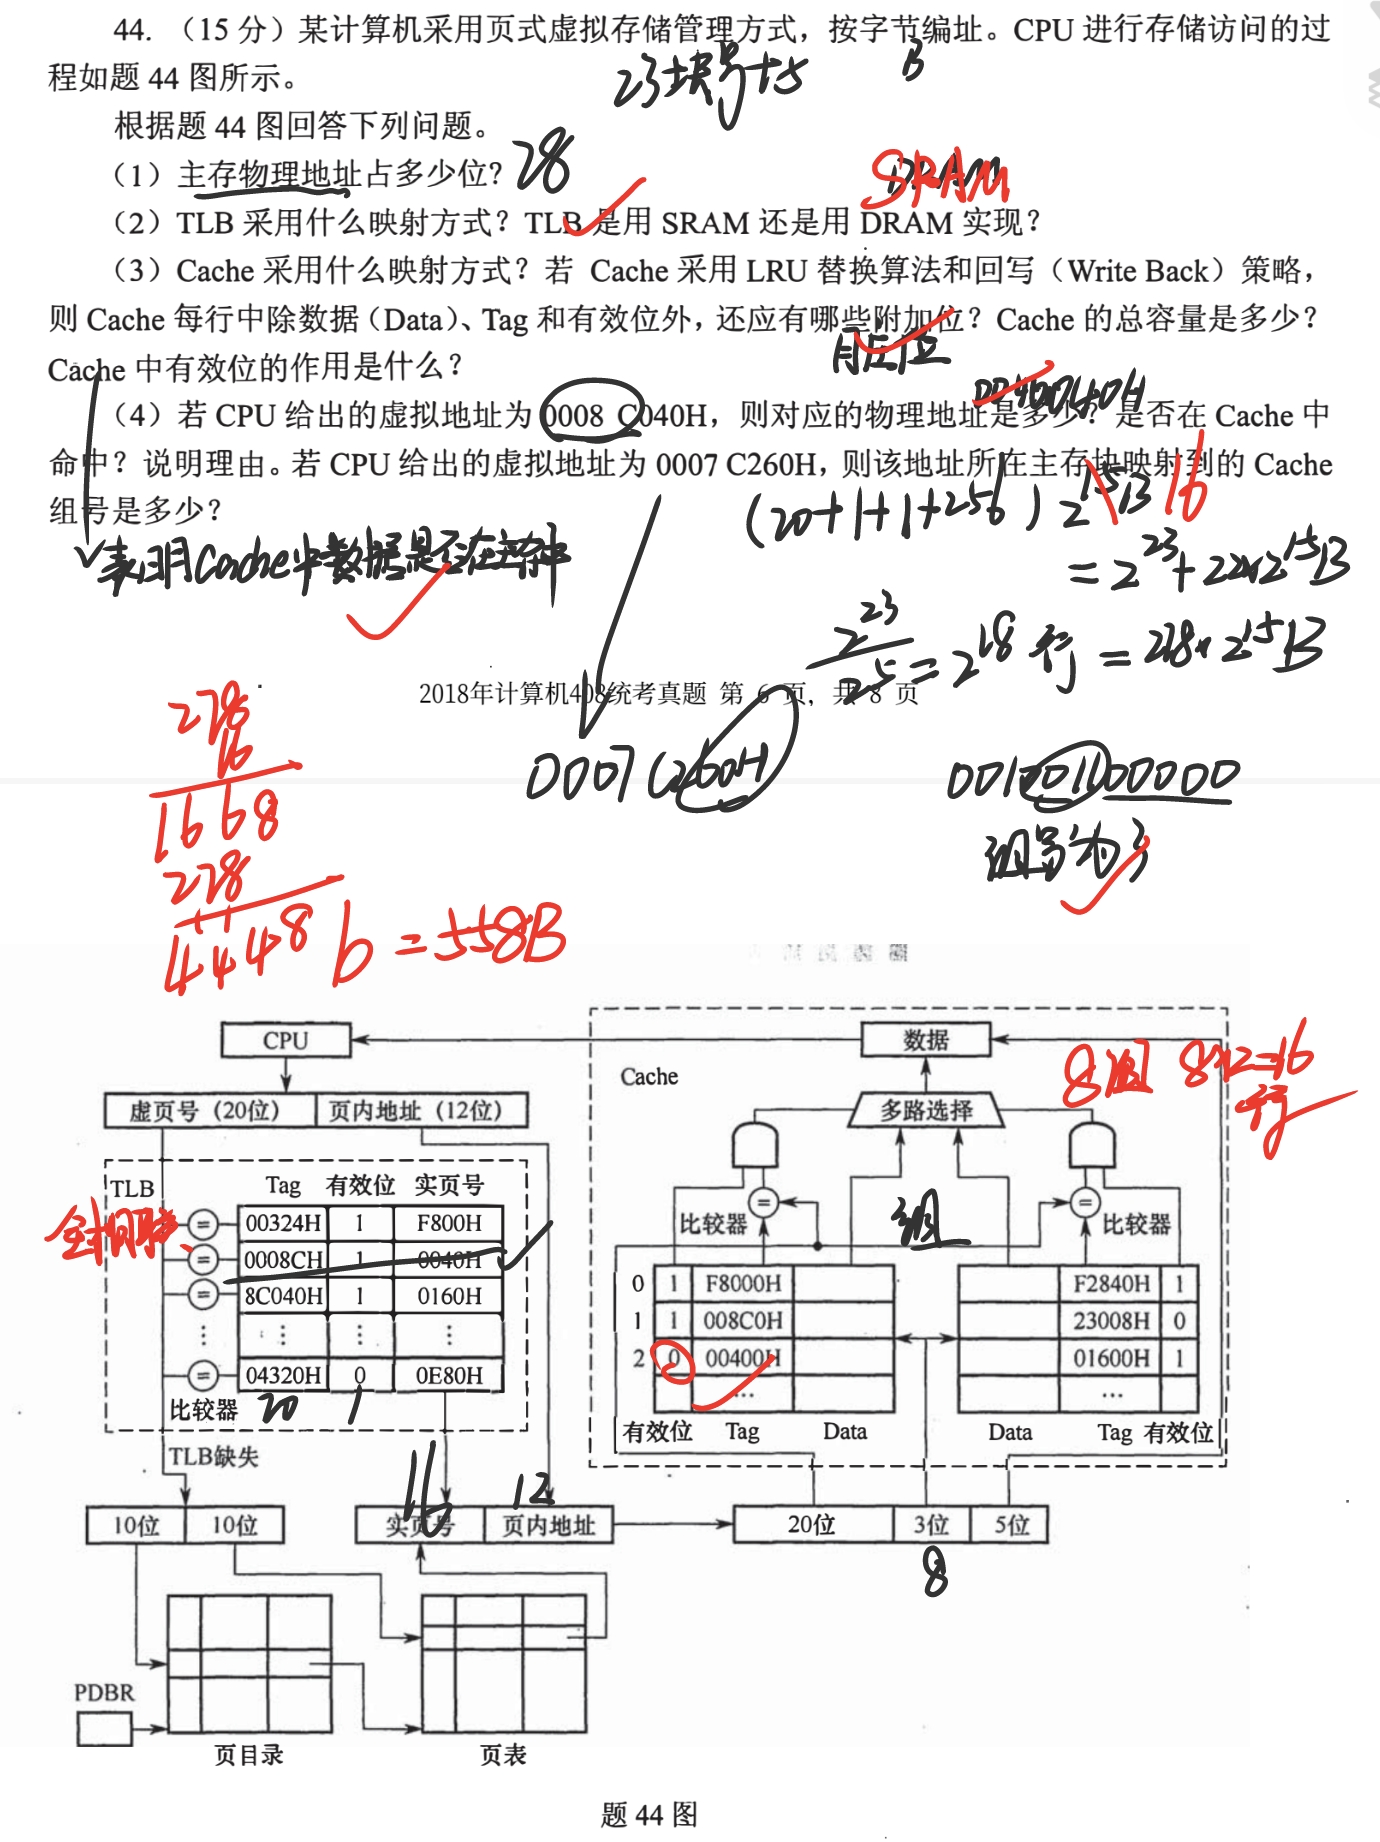 44. （15 分）某计算机采用页式虚拟存储管理方式，按字节编址。CPU 进行存储访问的过
程如题 44 图所示。
23块号+5
B
根据题 44 图回答下列问题。
（1）主存物理地址占多少位？
28
SRAM
（2）TLB 采用什么映射方式？TLB 是用 SRAM 还是用 DRAM 实现？
（3）Cache 采用什么映射方式？若 Cache 采用 LRU 替换算法和回写（Write Back）策略，
则 Cache 每行中除数据（Data）、Tag 和有效位外，还应有哪些附加位？Cache 的总容量是多少？
Cache 中有效位的作用是什么？
0040040H
（4）若 CPU 给出的虚拟地址为 0008 C040H，则对应的物理地址是多少？是否在 Cache 中
命中？说明理由。若 CPU 给出的虚拟地址为 0007 C260H，则该地址所在主存块映射到的 Cache
组号是多少？
(20+1+1+256) 2^15 B 16
表明Cache中数据是否在主存中
= 2^23 + 22×2^15 B
2^23
2^5
= 2^18 行 = 278×2^15 B
2018年计算机408统考真题 第 6 页，共 8 页
278
16
1668
278
4448 b = 558B
0007 C260H
001001100000
组号为3
CPU
数据
Cache
8组 8×2=16
行
虚页号（20位） 页内地址（12位）
多路选择
TLB Tag 有效位 实页号
全相联
= 00324H 1 F800H
= 0008CH 1 0040H
= 8C040H 1 0160H
⋮ ⋮ ⋮ ⋮
= 04320H 0 0E80H
比较器
20 1
TLB缺失
= =
比较器 组 比较器
0 1 F8000H F2840H 1
1 1 008C0H 23008H 0
2 0 00400H 01600H 1
… …
有效位 Tag Data Data Tag 有效位
16 12
10位 10位 实页号 页内地址 20位 3位 5位
8
PDBR
页目录 页表
题 44 图